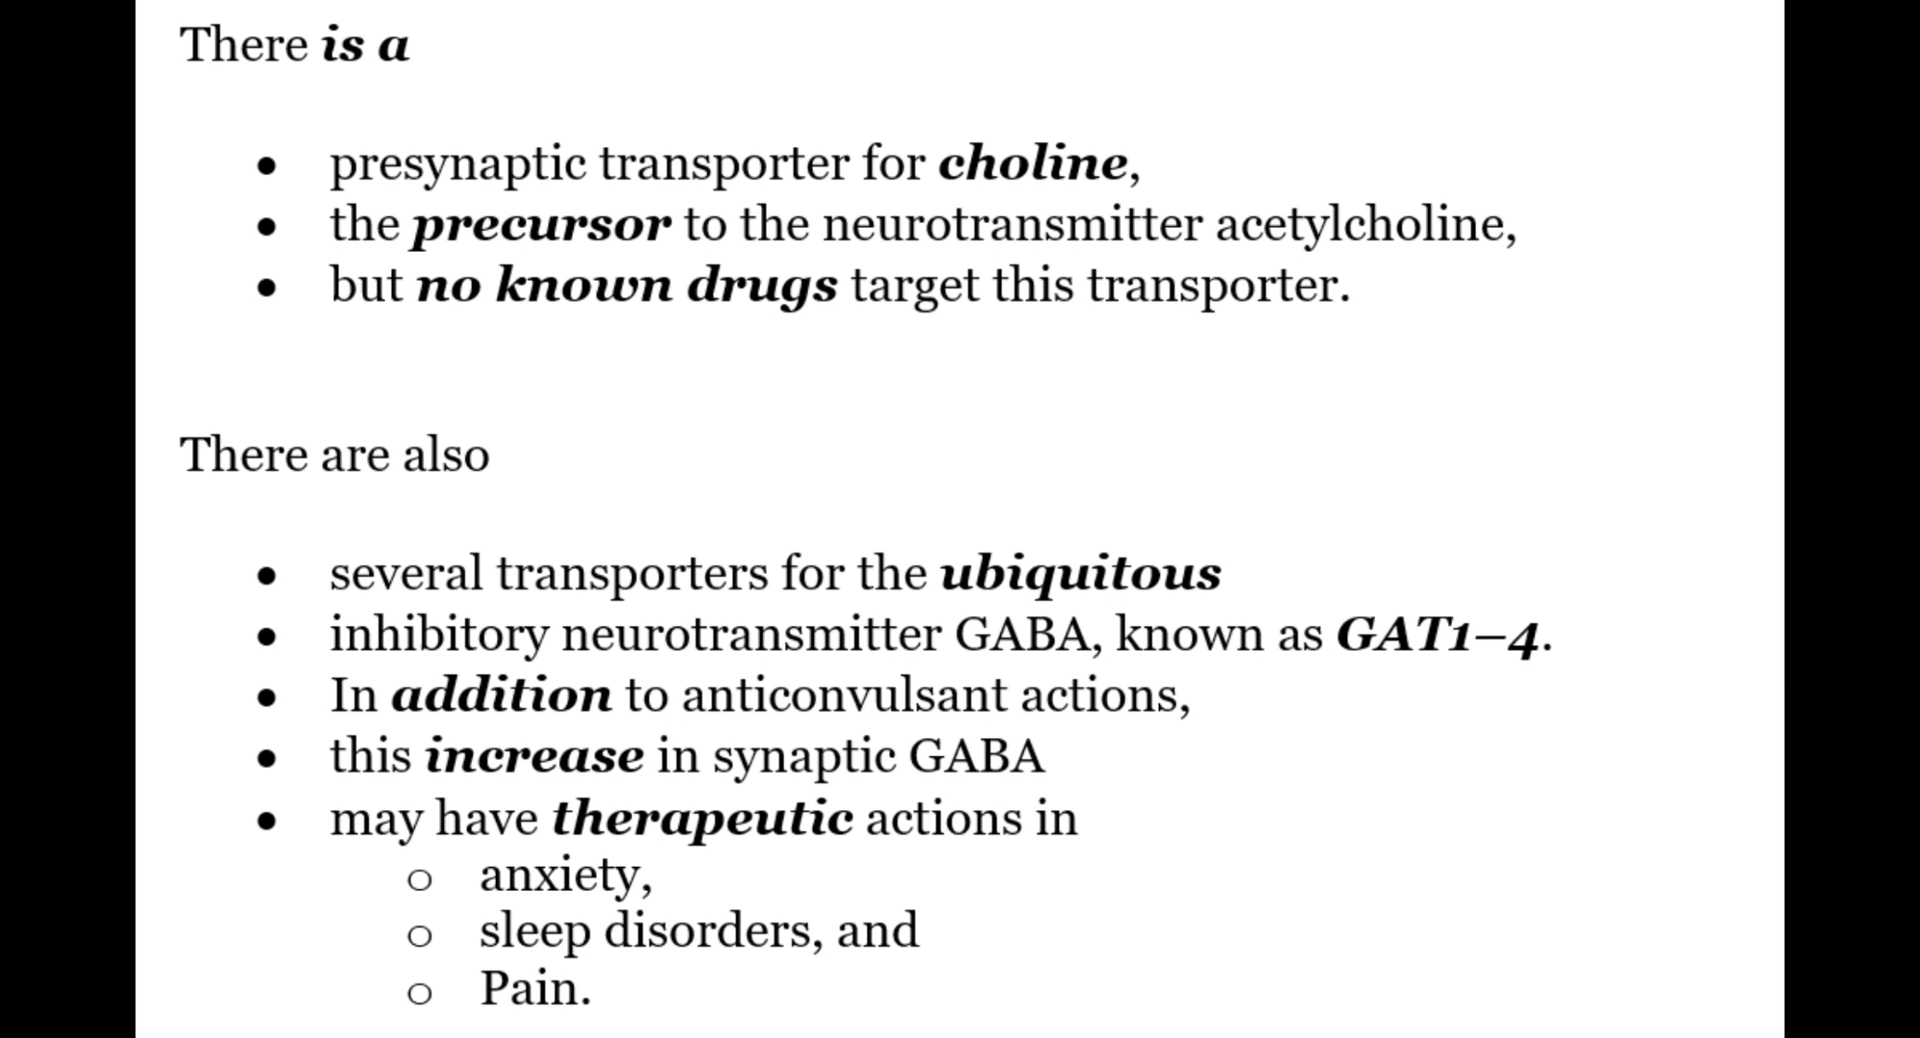 There is a
• presynaptic transporter for choline,
• the precursor to the neurotransmitter acetylcholine,
• but no known drugs target this transporter.
There are also
• several transporters for the ubiquitous
• inhibitory neurotransmitter GABA, known as GAT1–4.
• In addition to anticonvulsant actions,
• this increase in synaptic GABA
• may have therapeutic actions in
o anxiety,
o sleep disorders, and
o Pain.